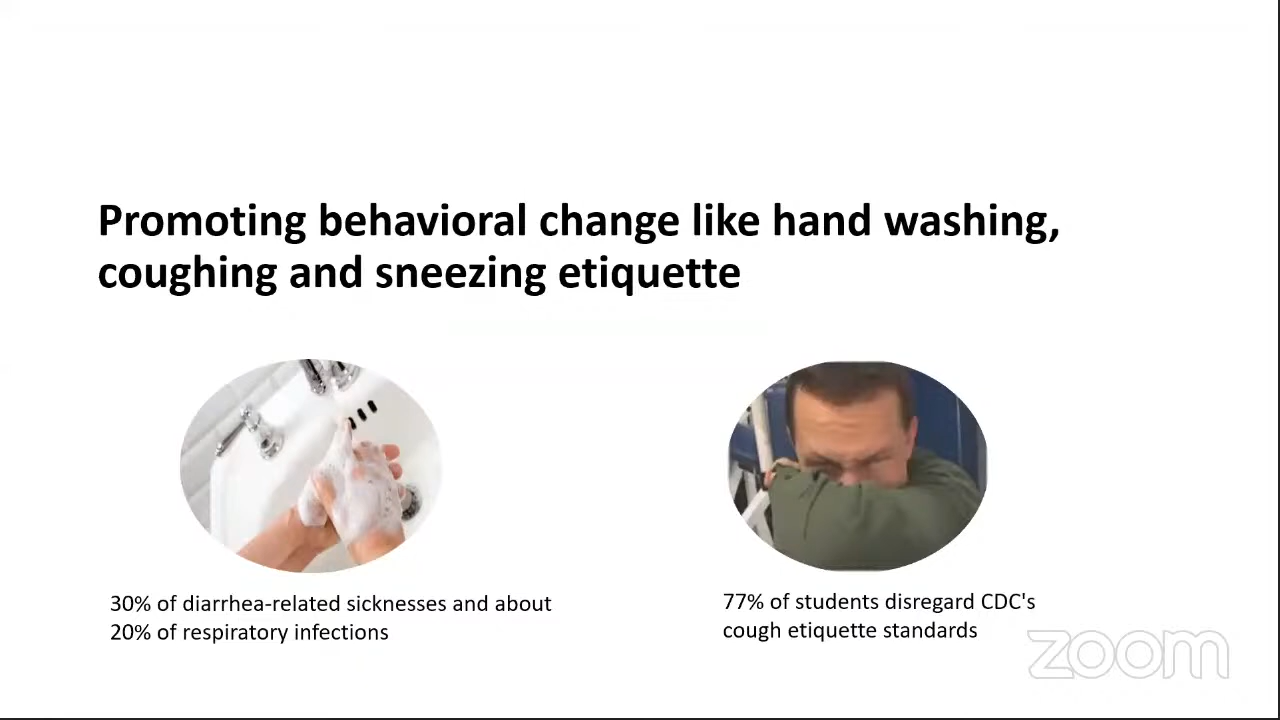 Promoting behavioral change like hand washing,
coughing and sneezing etiquette
30% of diarrhea-related sicknesses and about
20% of respiratory infections
77% of students disregard CDC's
cough etiquette standards
zoom